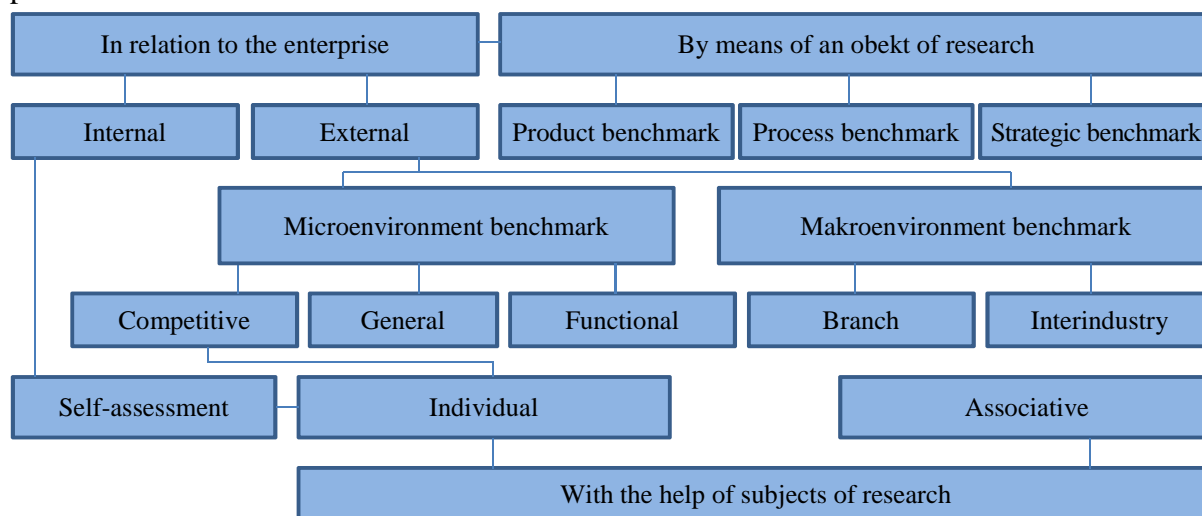 In relation to the enterprise
By means of an obekt of research
Internal
External
Product benchmark
Process benchmark
Strategic benchmark
Microenvironment benchmark
Makroenvironment benchmark
Competitive
General
Functional
Branch
Interindustry
Self-assessment
Individual
Associative
With the help of subjects of research